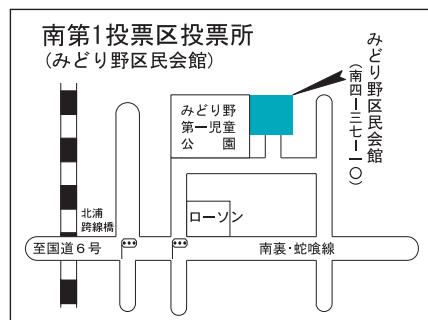 南第1投票区投票所
(みどり野区民会館)
みどり野区民会館
(南四ー三七ー一〇)
みどり野
第一児童
公園
北浦
跨線橋
ローソン
至国道6号
南裏・蛇喰線